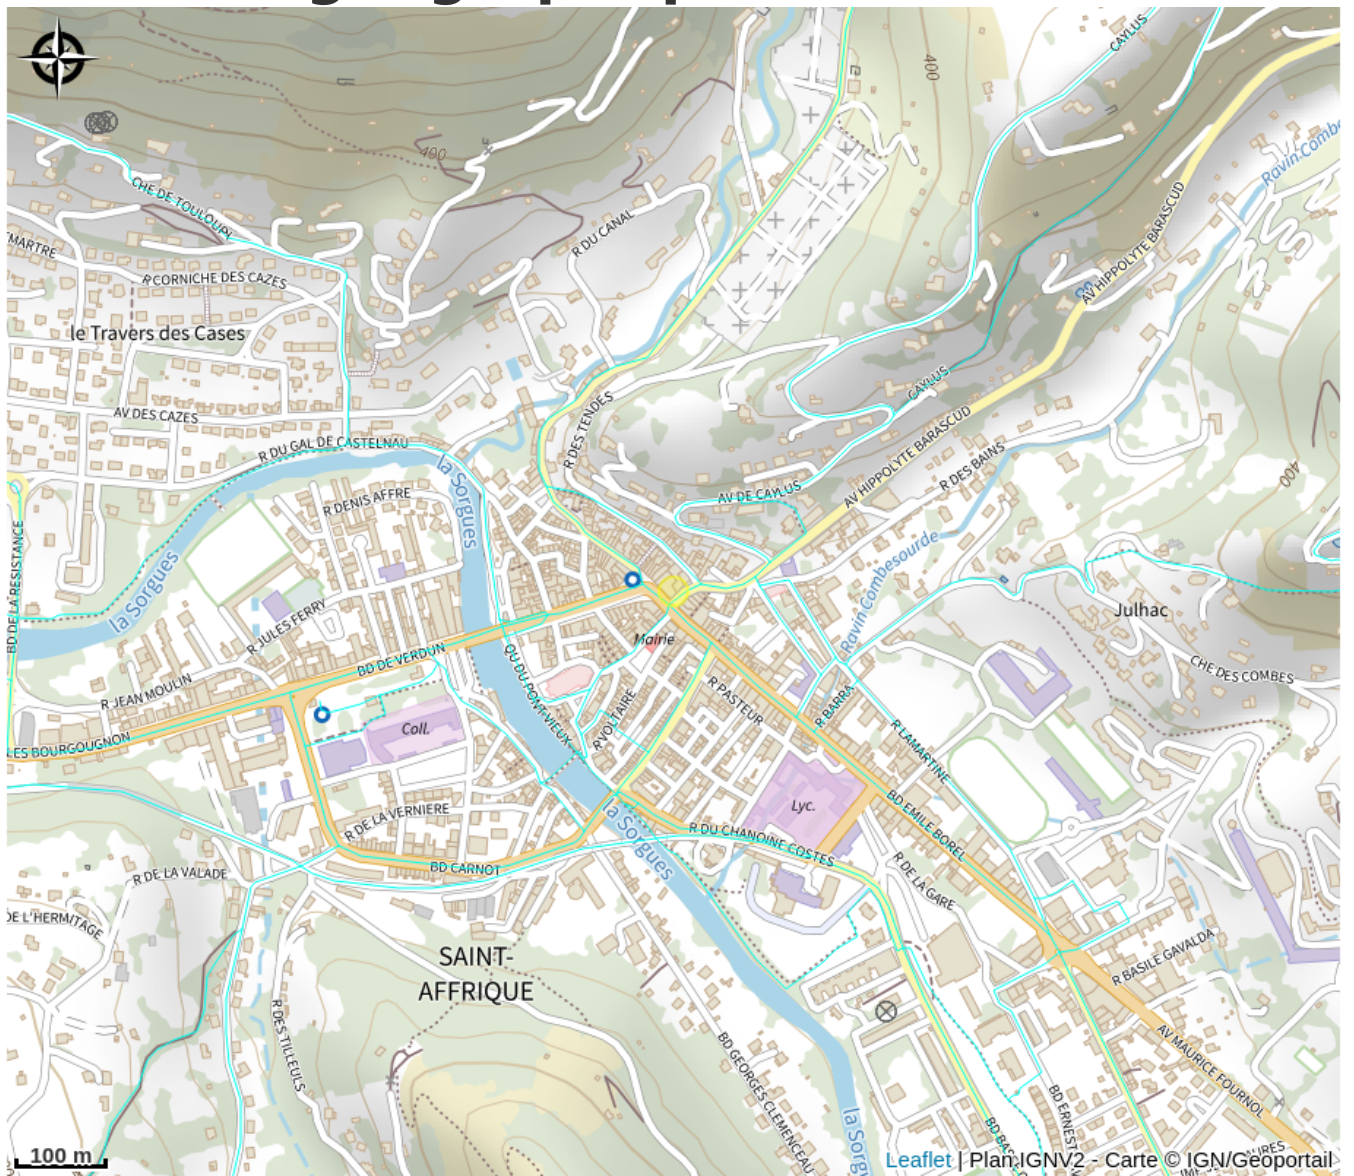 CAYLUS
400
Ravin Combe
400
CHE DE TOULOUPI
EMARTRE
R DU CANAL
AV HIPPOLYTE BARASCUD
R CORNICHE DES CAZES
le Travers des Cases
CAYLUS
AV DES CAZES
R DES TENDES
AV HIPPOLYTE BARASCUD
R DU GAL DE CASTELNAU
R DES BAINS
la Sorgues
400
AV DE CAYLUS
R DENIS AFFRE
BD DE LA RESISTANCE
la Sorgues
Ravin Combesourde
R JULES FERRY
Julhac
Mairie
BD DE VERDUN
QU DU PONT VIEUX
CHE DES COMBES
R JEAN MOULIN
R PASTEUR
R VOLTAIRE
R BARRA
LES BOURGOUGNON
Coll.
R LAMARTINE
Lyc.
R DE LA VERNIERE
la Sorgues
R DU CHANOINE COSTES
BD EMILE BOREL
BD CARNOT
R DE LA VALADE
R DE LA GARE
DE L'HERMITAGE
SAINT-
AFFRIQUE
R BASILE GAVALDA
R DES TILLEULS
BD GEORGES CLEMENCEAU
AV MAURICE FOURNOL
BD ERNEST
la Sorg
BD BA
URES
100 m
Leaflet | Plan IGNV2 - Carte © IGN/Geoportail